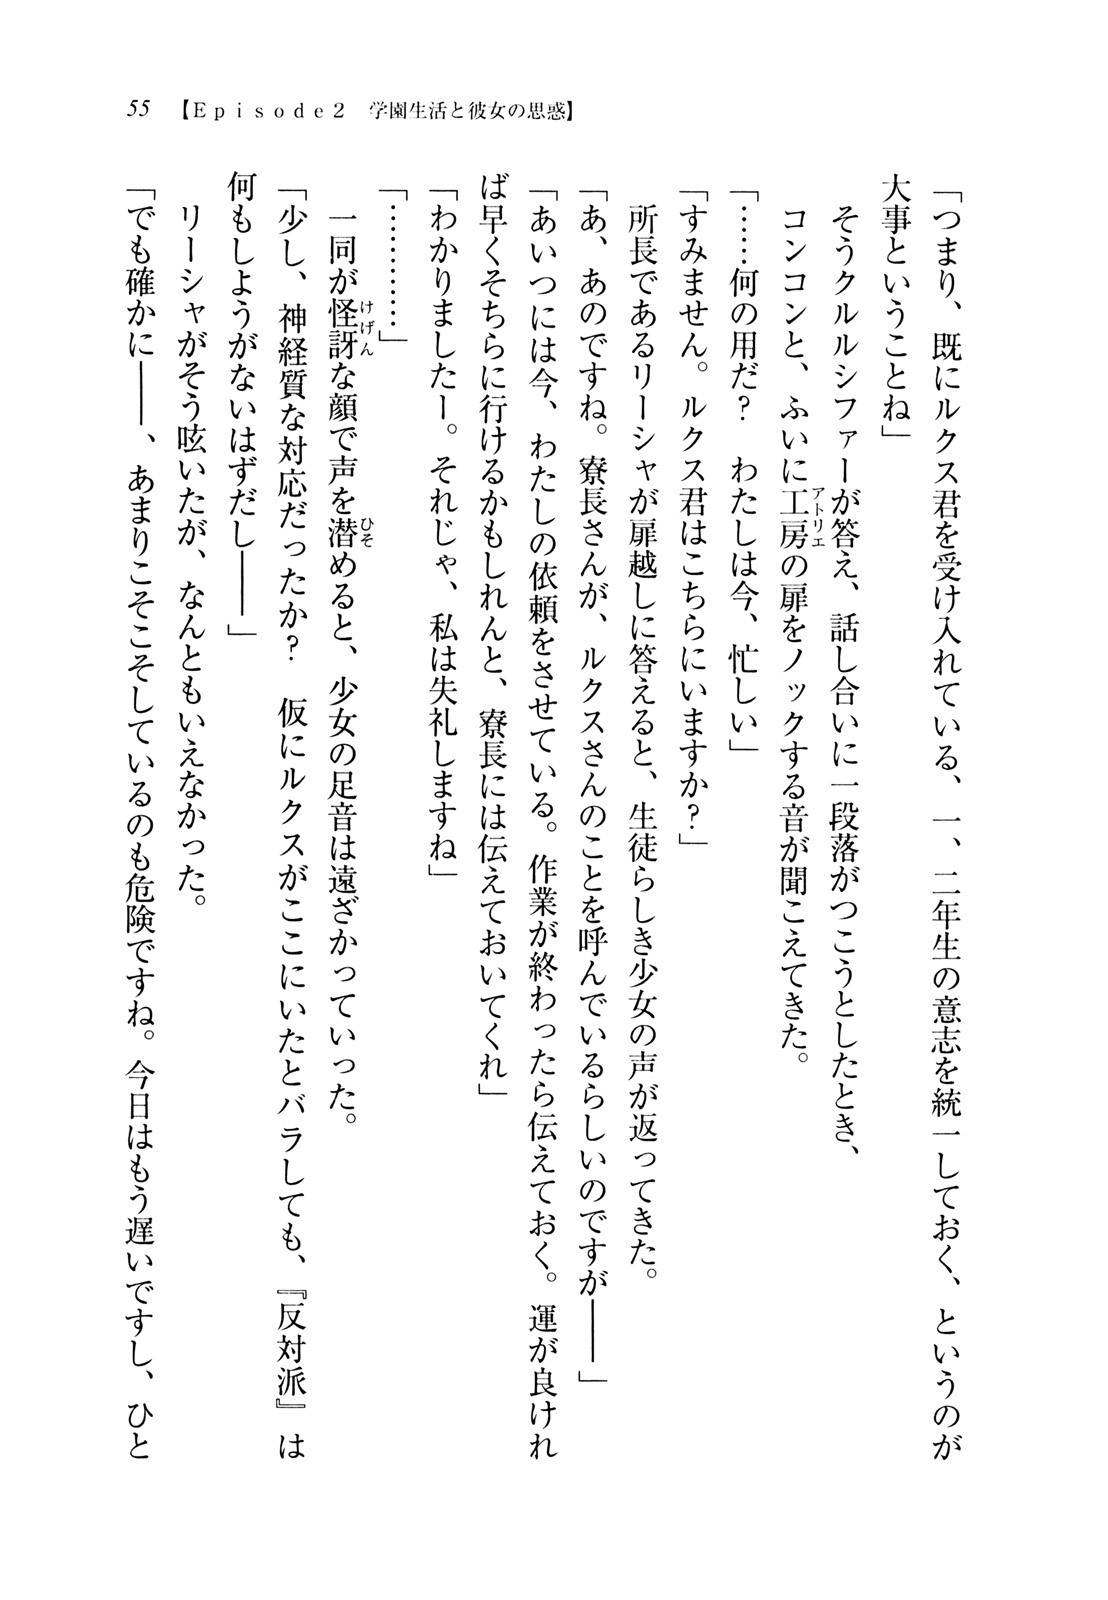 55 【Ｅｐｉｓｏｄｅ２　学園生活と彼女の思惑】
「つまり、既にルクス君を受け入れている、一、二年生の意志を統一しておく、というのが
大事ということね」
　そうクルルシファーが答え、話し合いに一段落がつこうとしたとき、
　コンコンと、ふいに工房の扉をノックする音が聞こえてきた。
アトリエ
「……何の用だ？　わたしは今、忙しい」
「すみません。ルクス君はこちらにいますか？」
　所長であるリーシャが扉越しに答えると、生徒らしき少女の声が返ってきた。
「あ、あのですね。寮長さんが、ルクスさんのことを呼んでいるらしいのですが――」
「あいつには今、わたしの依頼をさせている。作業が終わったら伝えておく。運が良けれ
ば早くそちらに行けるかもしれんと、寮長には伝えておいてくれ」
「わかりましたー。それじゃ、私は失礼しますね」
「…………」
　一同が怪訝な顔で声を潜めると、少女の足音は遠ざかっていった。
けげん
ひそ
「少し、神経質な対応だったか？　仮にルクスがここにいたとバラしても、『反対派』は
何もしようがないはずだし――」
　リーシャがそう呟いたが、なんともいえなかった。
「でも確かに――、あまりこそこそしているのも危険ですね。今日はもう遅いですし、ひと